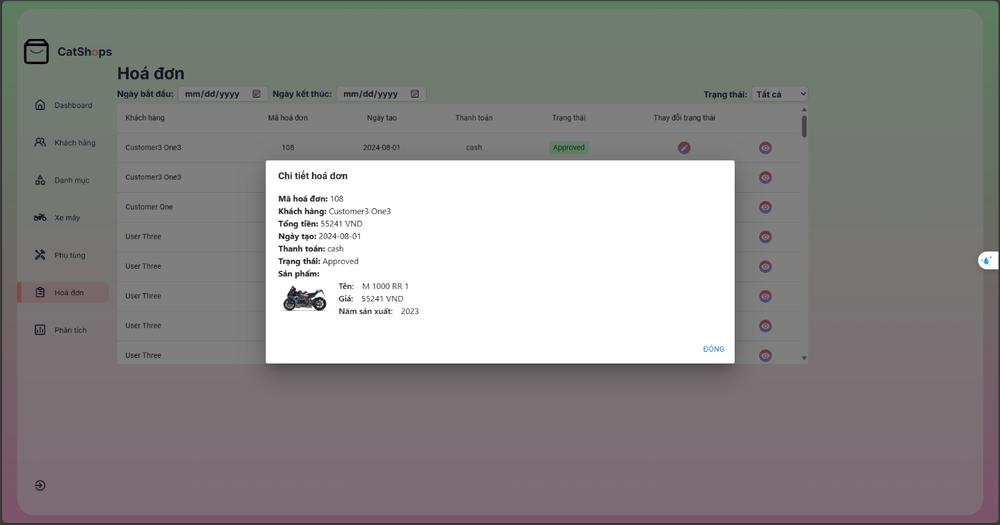 CatShops
Hoá đơn
Ngày bắt đầu: mm/dd/yyyy Ngày kết thúc: mm/dd/yyyy Trạng thái: Tất cả
Dashboard
Khách hàng
Danh mục
Xe máy
Phụ tùng
Hoá đơn
Phân tích
Khách hàng Mã hoá đơn Ngày tạo Thanh toán Trạng thái Thay đổi trạng thái
Customer3 One3 108 2024-08-01 cash Approved
Customer3 One3
Customer One
User Three
User Three
User Three
User Three
User Three
Chi tiết hoá đơn
Mã hoá đơn: 108
Khách hàng: Customer3 One3
Tổng tiền: 55241 VND
Ngày tạo: 2024-08-01
Thanh toán: cash
Trạng thái: Approved
Sản phẩm:
Tên: M 1000 RR 1
Giá: 55241 VND
Năm sản xuất: 2023
ĐÓNG